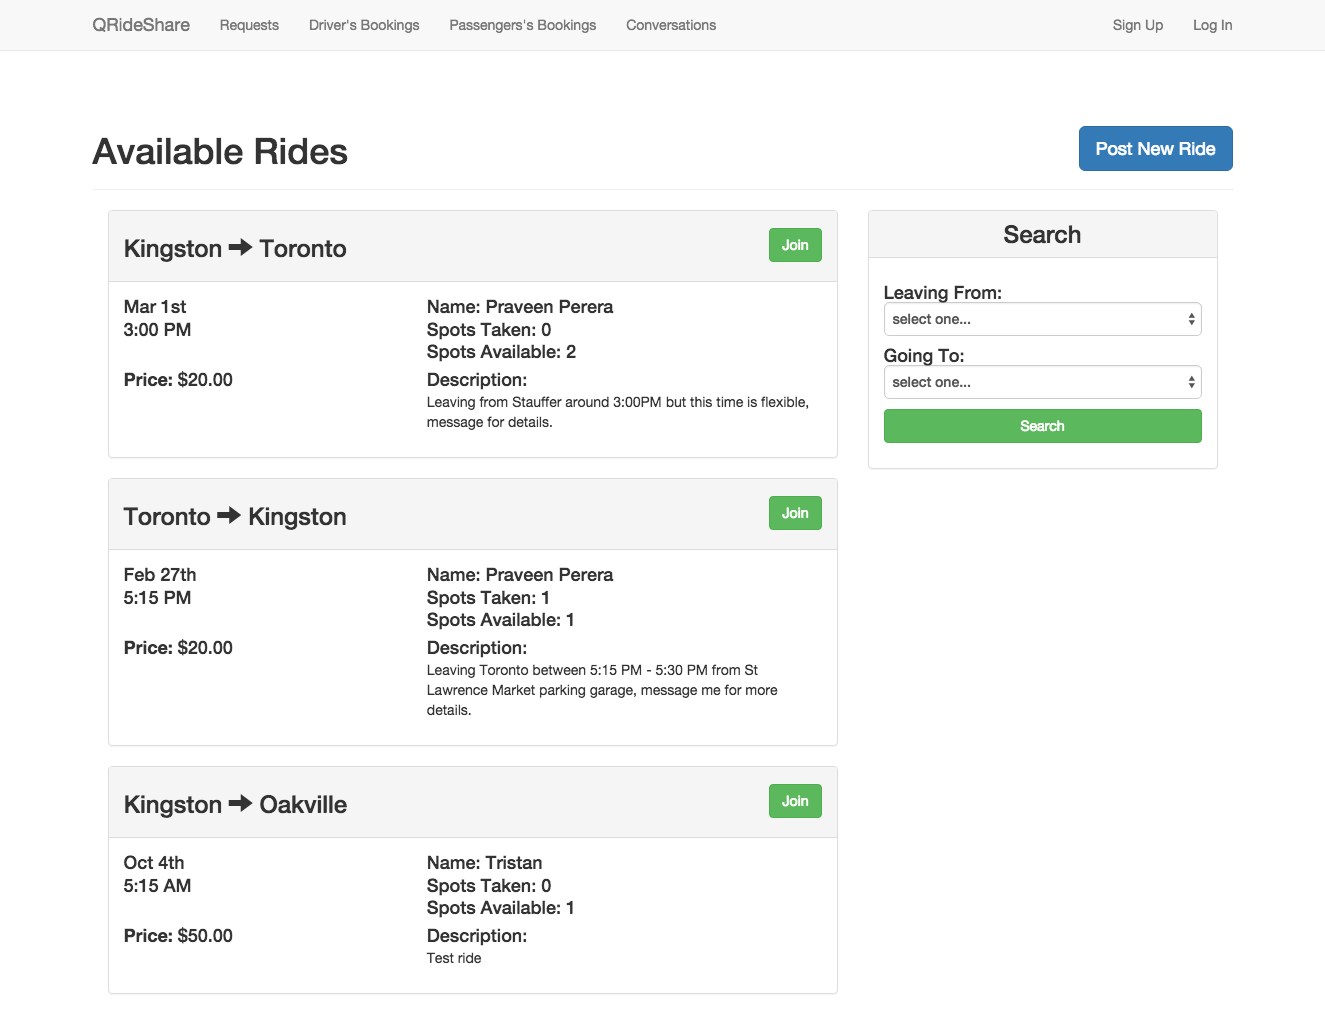 QRideShare Requests Driver's Bookings Passengers's Bookings Conversations Sign Up Log In
Available Rides
Post New Ride
Kingston ➡ Toronto
Join
Mar 1st
3:00 PM
Price: $20.00
Name: Praveen Perera
Spots Taken: 0
Spots Available: 2
Description:
Leaving from Stauffer around 3:00PM but this time is flexible,
message for details.
Toronto ➡ Kingston
Join
Feb 27th
5:15 PM
Price: $20.00
Name: Praveen Perera
Spots Taken: 1
Spots Available: 1
Description:
Leaving Toronto between 5:15 PM - 5:30 PM from St
Lawrence Market parking garage, message me for more
details.
Kingston ➡ Oakville
Join
Oct 4th
5:15 AM
Price: $50.00
Name: Tristan
Spots Taken: 0
Spots Available: 1
Description:
Test ride
Search
Leaving From:
select one...
Going To:
select one...
Search